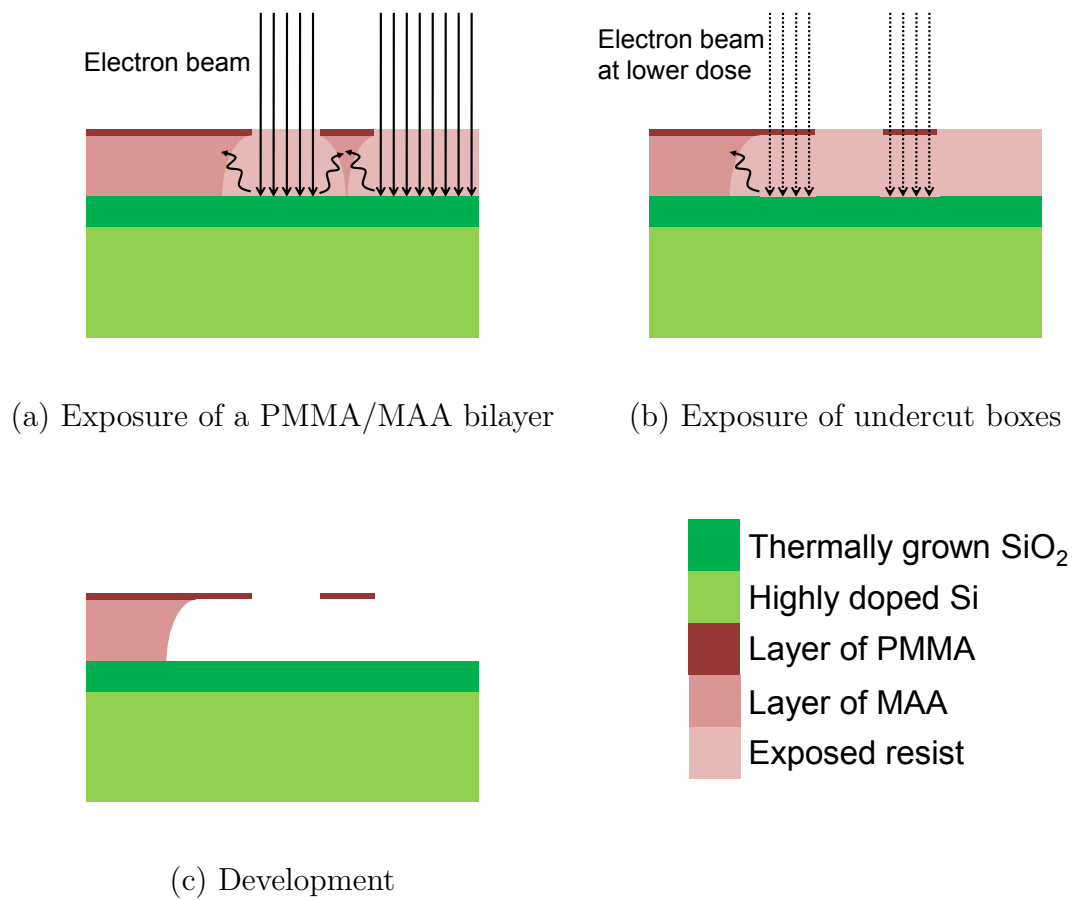 Electron beam
Electron beam
at lower dose
(a) Exposure of a PMMA/MAA bilayer
(b) Exposure of undercut boxes
Thermally grown SiO₂
Highly doped Si
Layer of PMMA
Layer of MAA
Exposed resist
(c) Development